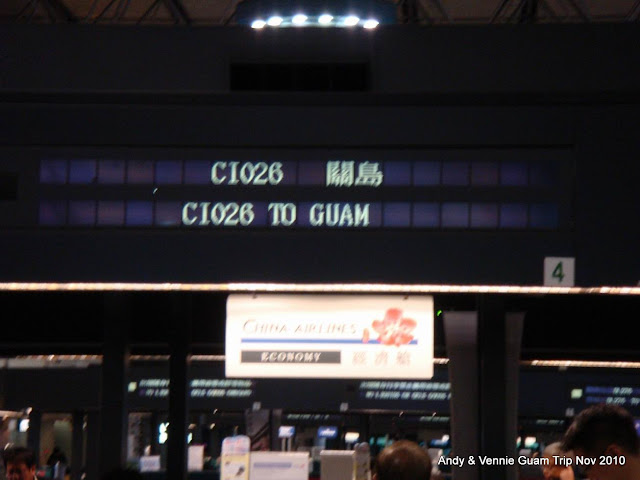 CI026 關島
CI026 TO GUAM
4
CHINA AIRLINES
ECONOMY 經濟艙
Andy & Vennie Guam Trip Nov 2010